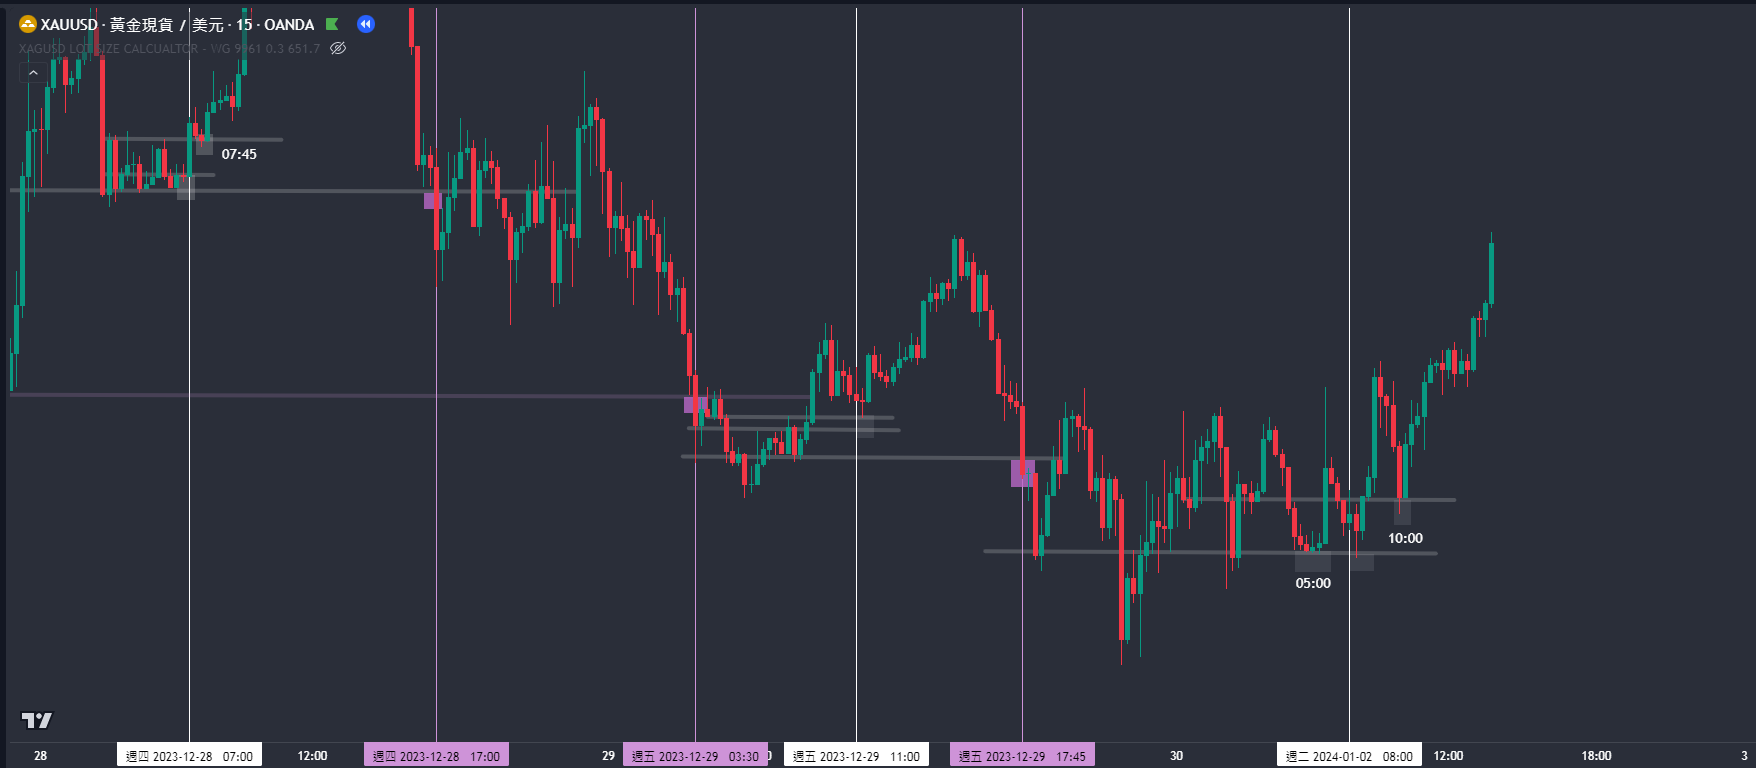 XAUUSD · 黃金現貨 / 美元 · 15 · OANDA
XAGUSD LOT SIZE CALCUALTOR - WG 9961 0.3 651.7
07:45
10:00
05:00
28
週四 2023-12-28 07:00
12:00
週四 2023-12-28 17:00
29
週五 2023-12-29 03:30
週五 2023-12-29 11:00
週五 2023-12-29 17:45
30
週二 2024-01-02 08:00
12:00
18:00
3